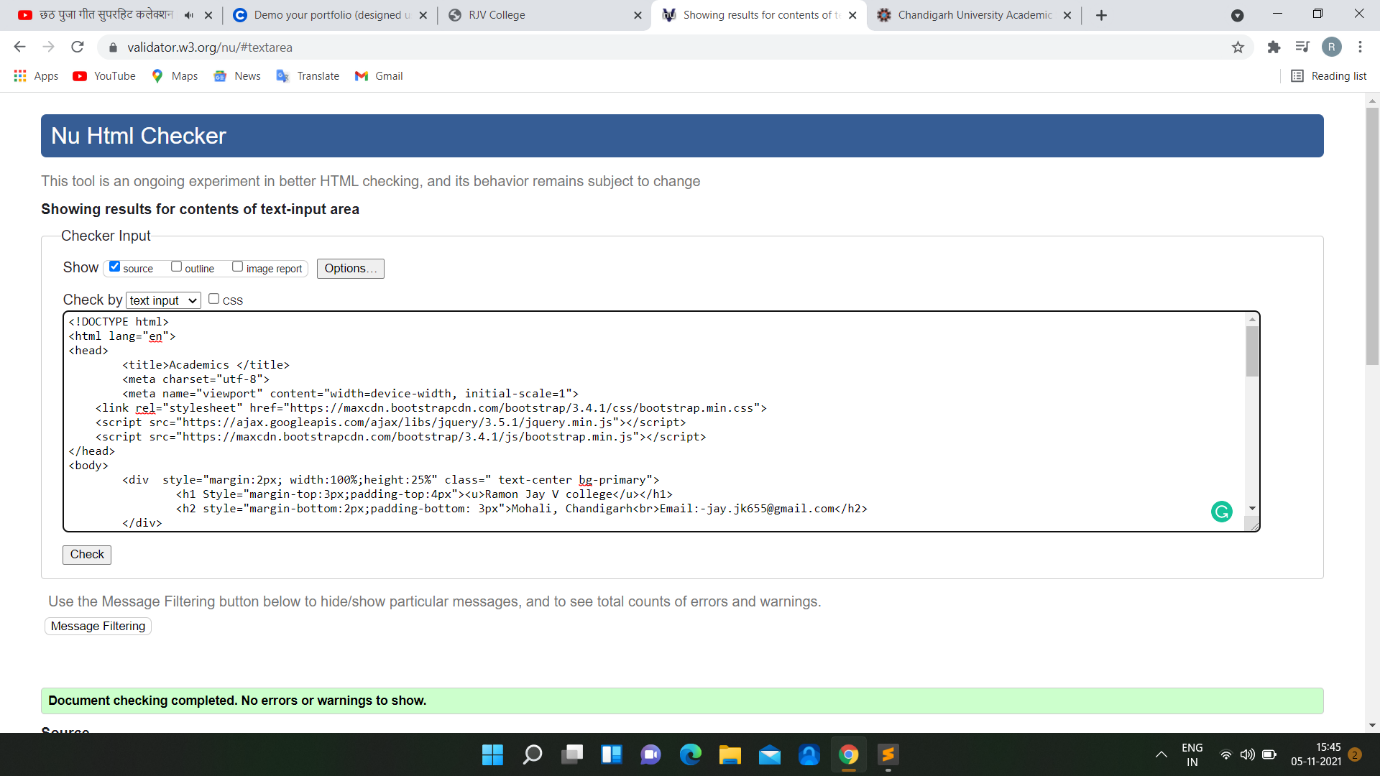 छठ पुजा गीत सुपरहिट कलेक्शन
Demo your portfolio (designed u
RJV College
Showing results for contents of t
Chandigarh University Academic
validator.w3.org/nu/#textarea
R
Apps
YouTube
Maps
News
Translate
Gmail
Reading list
Nu Html Checker
This tool is an ongoing experiment in better HTML checking, and its behavior remains subject to change
Showing results for contents of text-input area
Checker Input
Show source outline image report Options...
Check by text input css
<!DOCTYPE html>
<html lang="en">
<head>
<title>Academics </title>
<meta charset="utf-8">
<meta name="viewport" content="width=device-width, initial-scale=1">
<link rel="stylesheet" href="https://maxcdn.bootstrapcdn.com/bootstrap/3.4.1/css/bootstrap.min.css">
<script src="https://ajax.googleapis.com/ajax/libs/jquery/3.5.1/jquery.min.js"></script>
<script src="https://maxcdn.bootstrapcdn.com/bootstrap/3.4.1/js/bootstrap.min.js"></script>
</head>
<body>
<div  style="margin:2px; width:100%;height:25%" class=" text-center bg-primary">
<h1 Style="margin-top:3px;padding-top:4px"><u>Ramon Jay V college</u></h1>
<h2 style="margin-bottom:2px;padding-bottom: 3px">Mohali, Chandigarh<br>Email:-jay.jk655@gmail.com</h2>
</div>
Check
Use the Message Filtering button below to hide/show particular messages, and to see total counts of errors and warnings.
Message Filtering
Document checking completed. No errors or warnings to show.
Source
ENG
IN
15:45
05-11-2021
2